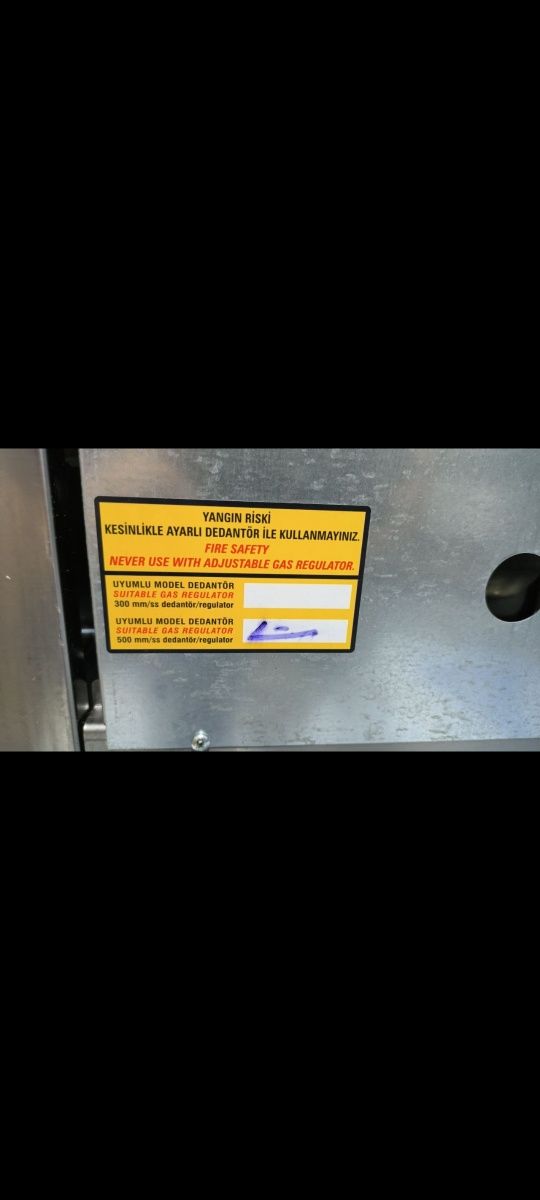 YANGIN RİSKİ
KESİNLİKLE AYARLI DEDANTÖR İLE KULLANMAYINIZ.
FIRE SAFETY
NEVER USE WITH ADJUSTABLE GAS REGULATOR.
UYUMLU MODEL DEDANTÖR
SUITABLE GAS REGULATOR
300 mm/ss dedantör/regulator
UYUMLU MODEL DEDANTÖR
SUITABLE GAS REGULATOR
500 mm/ss dedantör/regulator